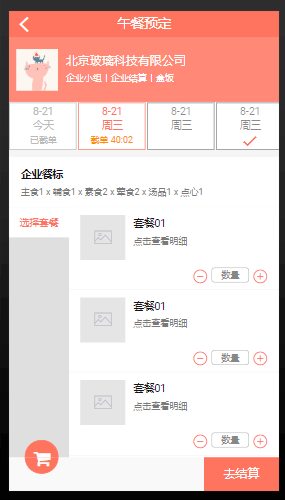 午餐预定
北京玻璃科技有限公司
企业小组 | 企业结算 | 盒饭
8-21 8-21 8-21 8-21
今天 周三 周三 周三
已截单 截单 40:02
企业餐标
主食1 x 辅食1 x 素食2 x 荤食2 x 汤品1 x 点心1
选择套餐
套餐01
点击查看明细
数量
套餐01
点击查看明细
数量
套餐01
点击查看明细
数量
去结算